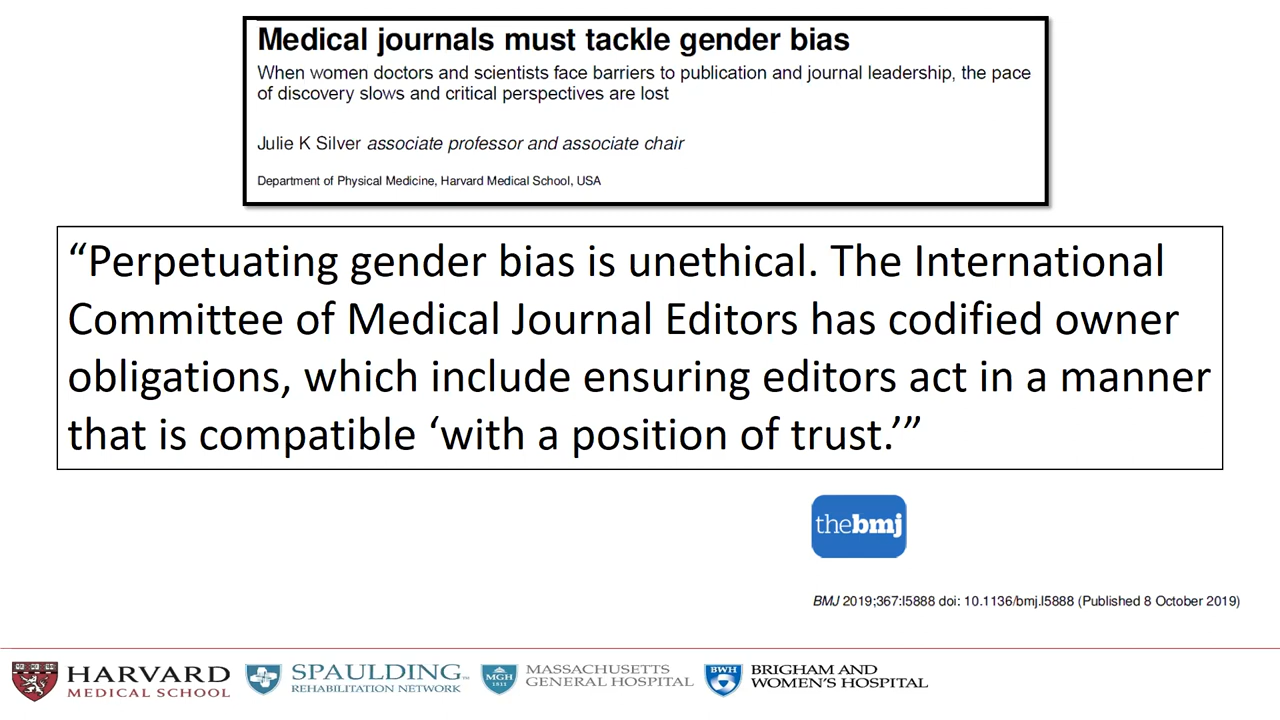 Medical journals must tackle gender bias
When women doctors and scientists face barriers to publication and journal leadership, the pace
of discovery slows and critical perspectives are lost
Julie K Silver associate professor and associate chair
Department of Physical Medicine, Harvard Medical School, USA
“Perpetuating gender bias is unethical. The International
Committee of Medical Journal Editors has codified owner
obligations, which include ensuring editors act in a manner
that is compatible ‘with a position of trust.’”
thebmj
BMJ 2019;367:l5888 doi: 10.1136/bmj.l5888 (Published 8 October 2019)
HARVARD
MEDICAL SCHOOL
SPAULDING™
REHABILITATION NETWORK
MGH
1811
MASSACHUSETTS
GENERAL HOSPITAL
BWH
BRIGHAM AND
WOMEN’S HOSPITAL